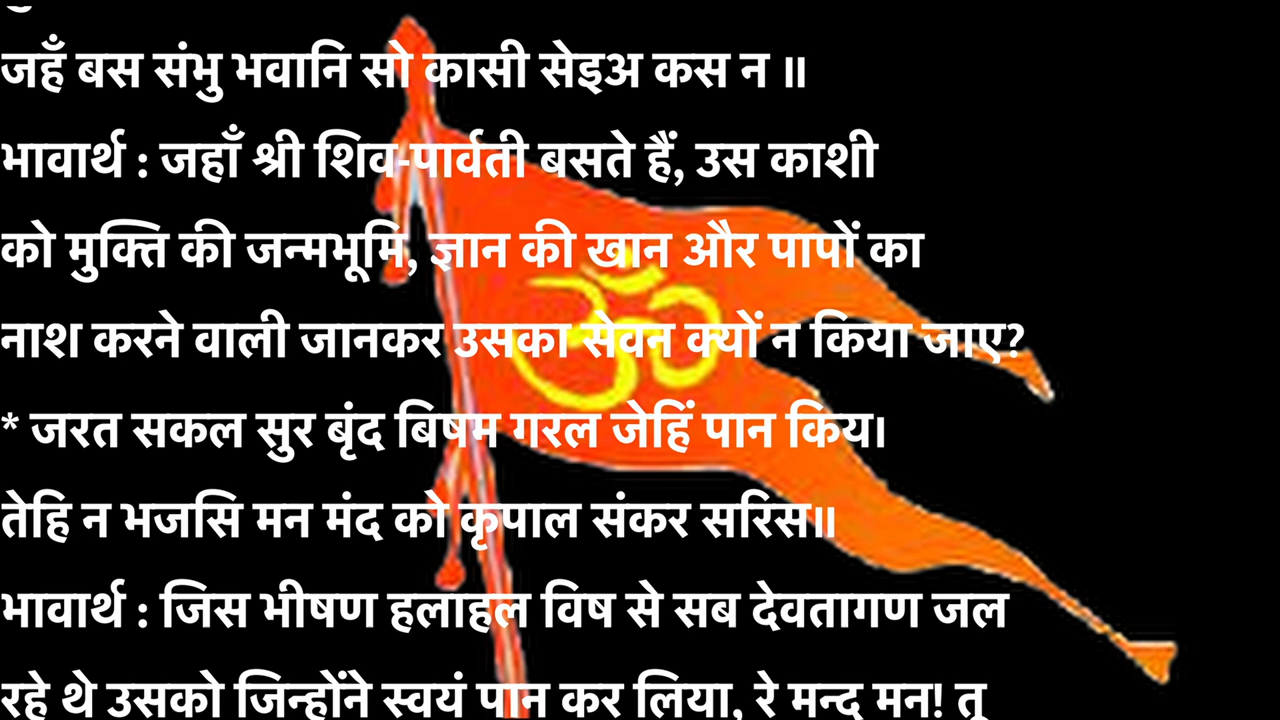 जहँ बस संभु भवानि सो कासी सेइअ कस न ॥
भावार्थ : जहाँ श्री शिव-पार्वती बसते हैं, उस काशी
को मुक्ति की जन्मभूमि, ज्ञान की खान और पापों का
नाश करने वाली जानकर उसका सेवन क्यों न किया जाए?
* जरत सकल सुर बृंद बिषम गरल जेहिं पान किय।
तेहि न भजसि मन मंद को कृपाल संकर सरिस॥
भावार्थ : जिस भीषण हलाहल विष से सब देवतागण जल
रहे थे उसको जिन्होंने स्वयं पान कर लिया, रे मन्द मन! तू
ॐ